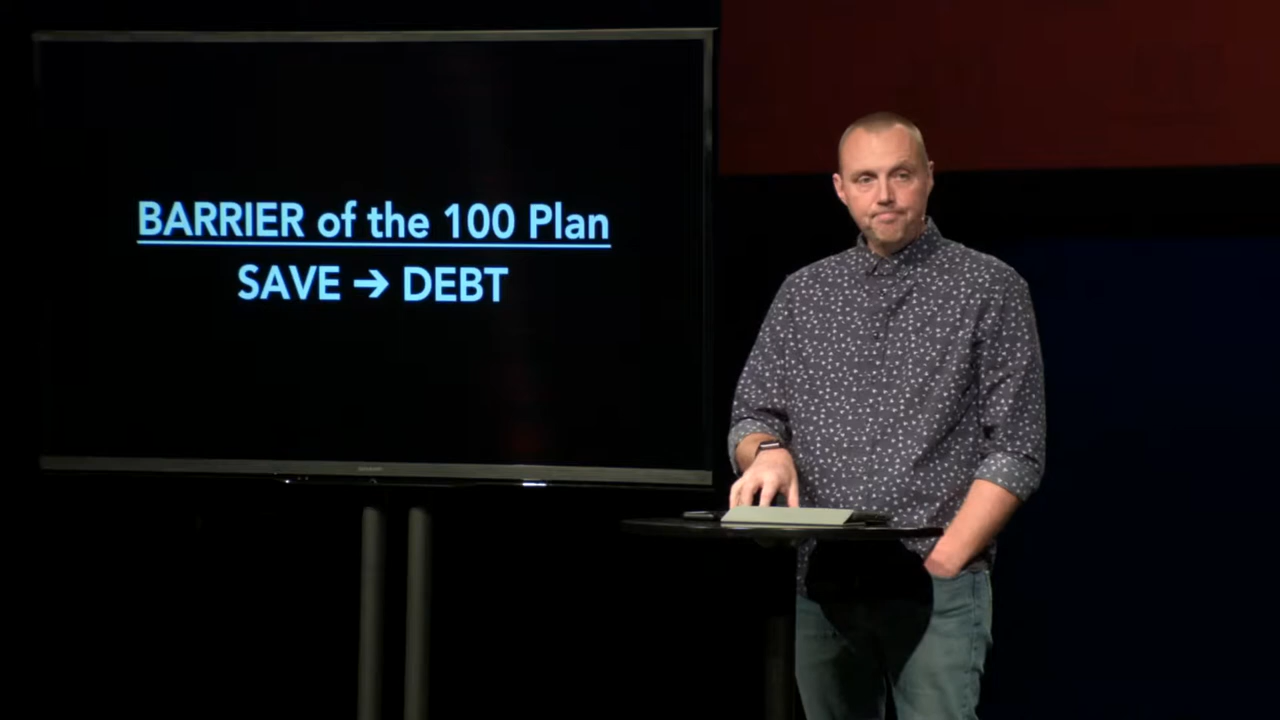 BARRIER of the 100 Plan
SAVE → DEBT